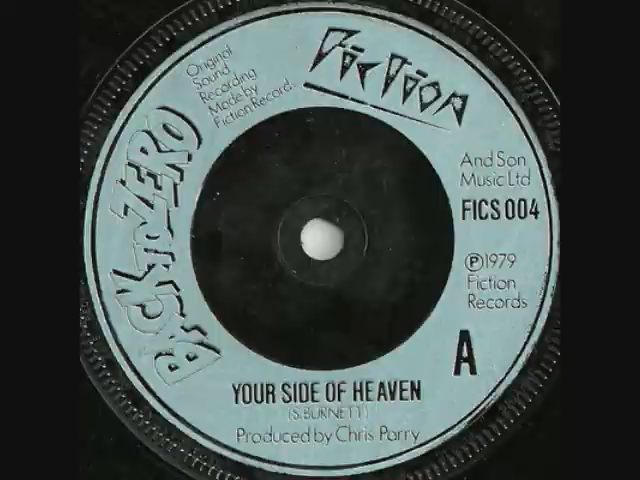 Fiction
Original
Sound
Recording
Made by
Fiction Record.
BACK TO ZERO
And Son
Music Ltd
FICS 004
℗1979
Fiction
Records
A
YOUR SIDE OF HEAVEN
(S.BURNETT)
Produced by Chris Parry